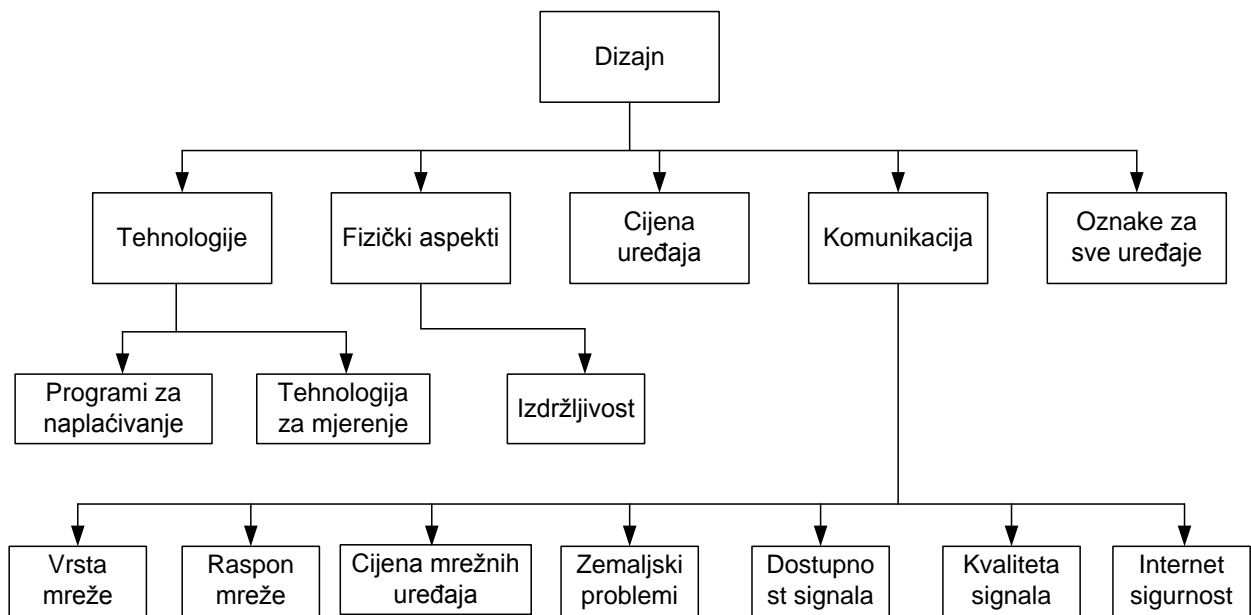 Dizajn
Tehnologije
Fizički aspekti
Cijena
uređaja
Komunikacija
Oznake za
sve uređaje
Programi za
naplaćivanje
Tehnologija
za mjerenje
Izdržljivost
Vrsta
mreže
Raspon
mreže
Cijena mrežnih
uređaja
Zemaljski
problemi
Dostupno
st signala
Kvaliteta
signala
Internet
sigurnost